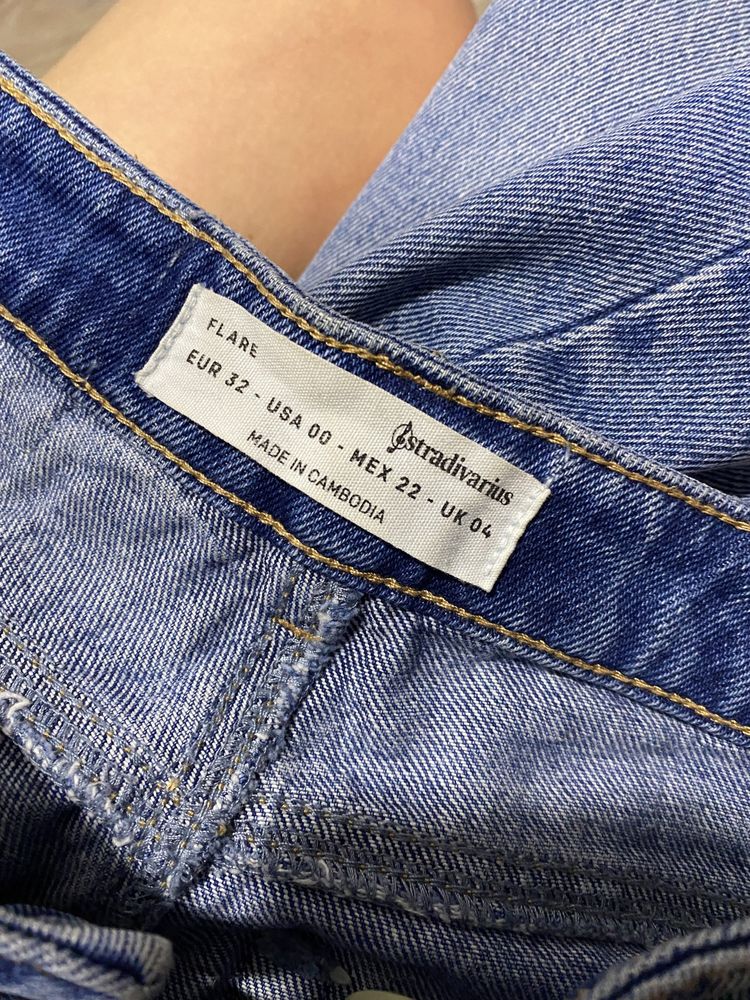 FLARE
stradivarius
EUR 32 - USA 00 - MEX 22 - UK 04
MADE IN CAMBODIA